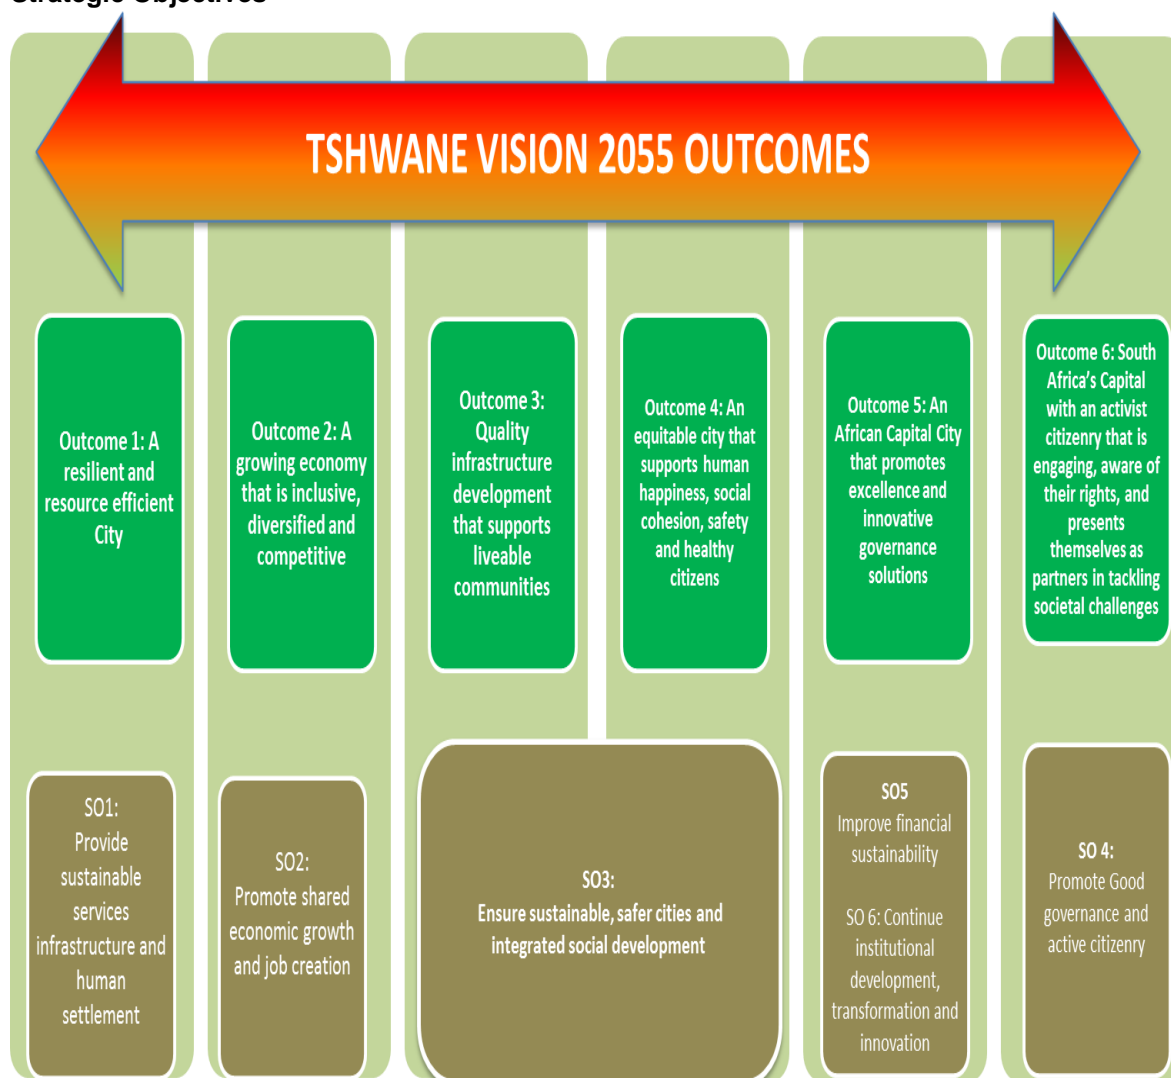 Strategic Objectives
TSHWANE VISION 2055 OUTCOMES
Outcome 1: A
resilient and
resource efficient
City
Outcome 2: A
growing economy
that is inclusive,
diversified and
competitive
Outcome 3:
Quality
infrastructure
development
that supports
liveable
communities
Outcome 4: An
equitable city that
supports human
happiness, social
cohesion, safety
and healthy
citizens
Outcome 5: An
African Capital City
that promotes
excellence and
innovative
governance
solutions
Outcome 6: South
Africa's Capital
with an activist
citizenry that is
engaging, aware of
their rights, and
presents
themselves as
partners in tackling
societal challenges
SO1:
Provide
sustainable
services
infrastructure and
human
settlement
SO2:
Promote shared
economic growth
and job creation
SO3:
Ensure sustainable, safer cities and
integrated social development
SO5
Improve financial
sustainability
SO 6: Continue
institutional
development,
transformation and
innovation
SO 4:
Promote Good
governance and
active citizenry